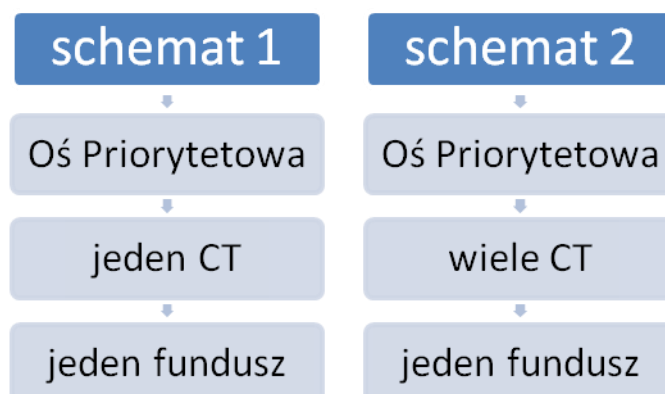 schemat 1
Oś Priorytetowa
jeden CT
jeden fundusz
schemat 2
Oś Priorytetowa
wiele CT
jeden fundusz